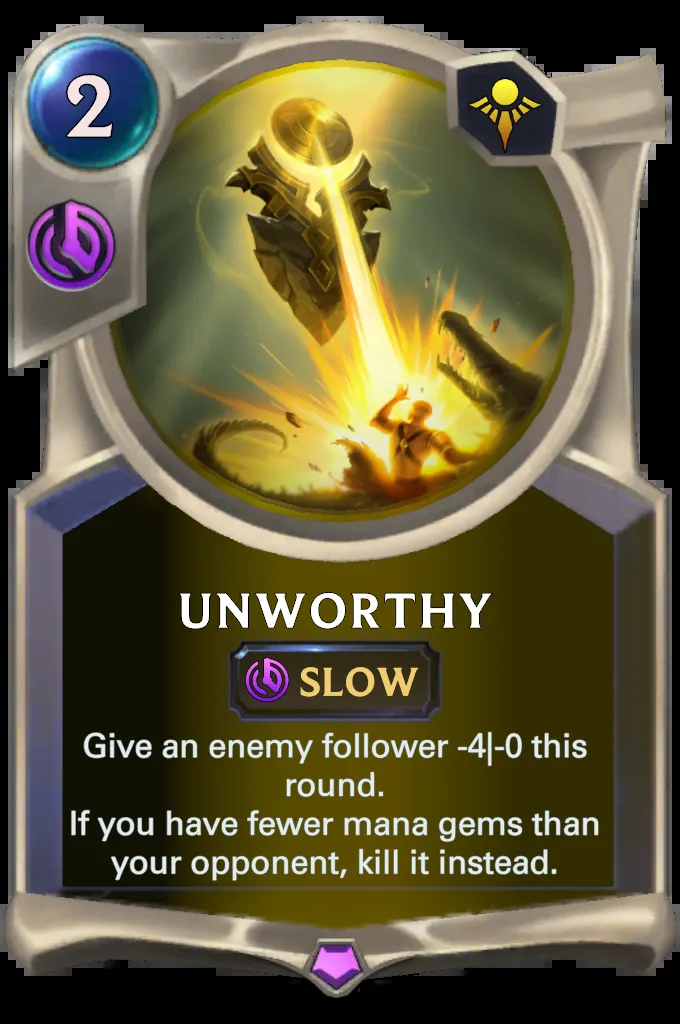 2
UNWORTHY
SLOW
Give an enemy follower -4|-0 this
round.
If you have fewer mana gems than
your opponent, kill it instead.